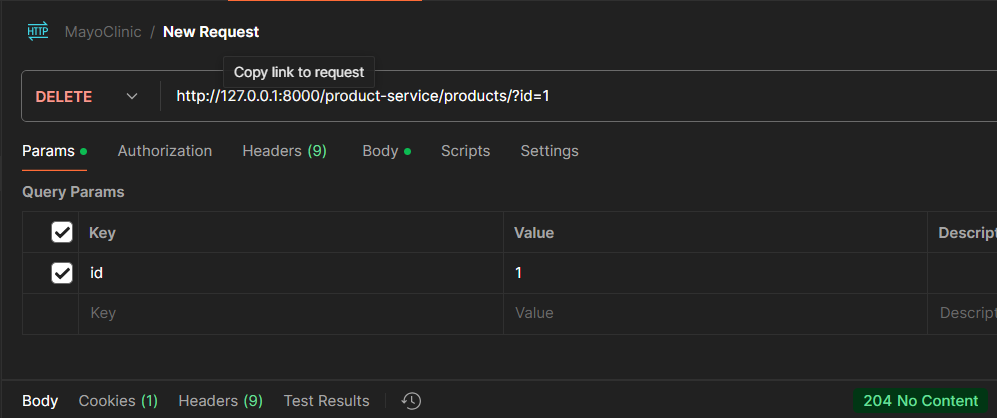 HTTP MayoClinic / New Request
Copy link to request
DELETE http://127.0.0.1:8000/product-service/products/?id=1
Params Authorization Headers (9) Body Scripts Settings
Query Params
Key Value Descript
id 1
Key Value Descript
Body Cookies (1) Headers (9) Test Results 204 No Content